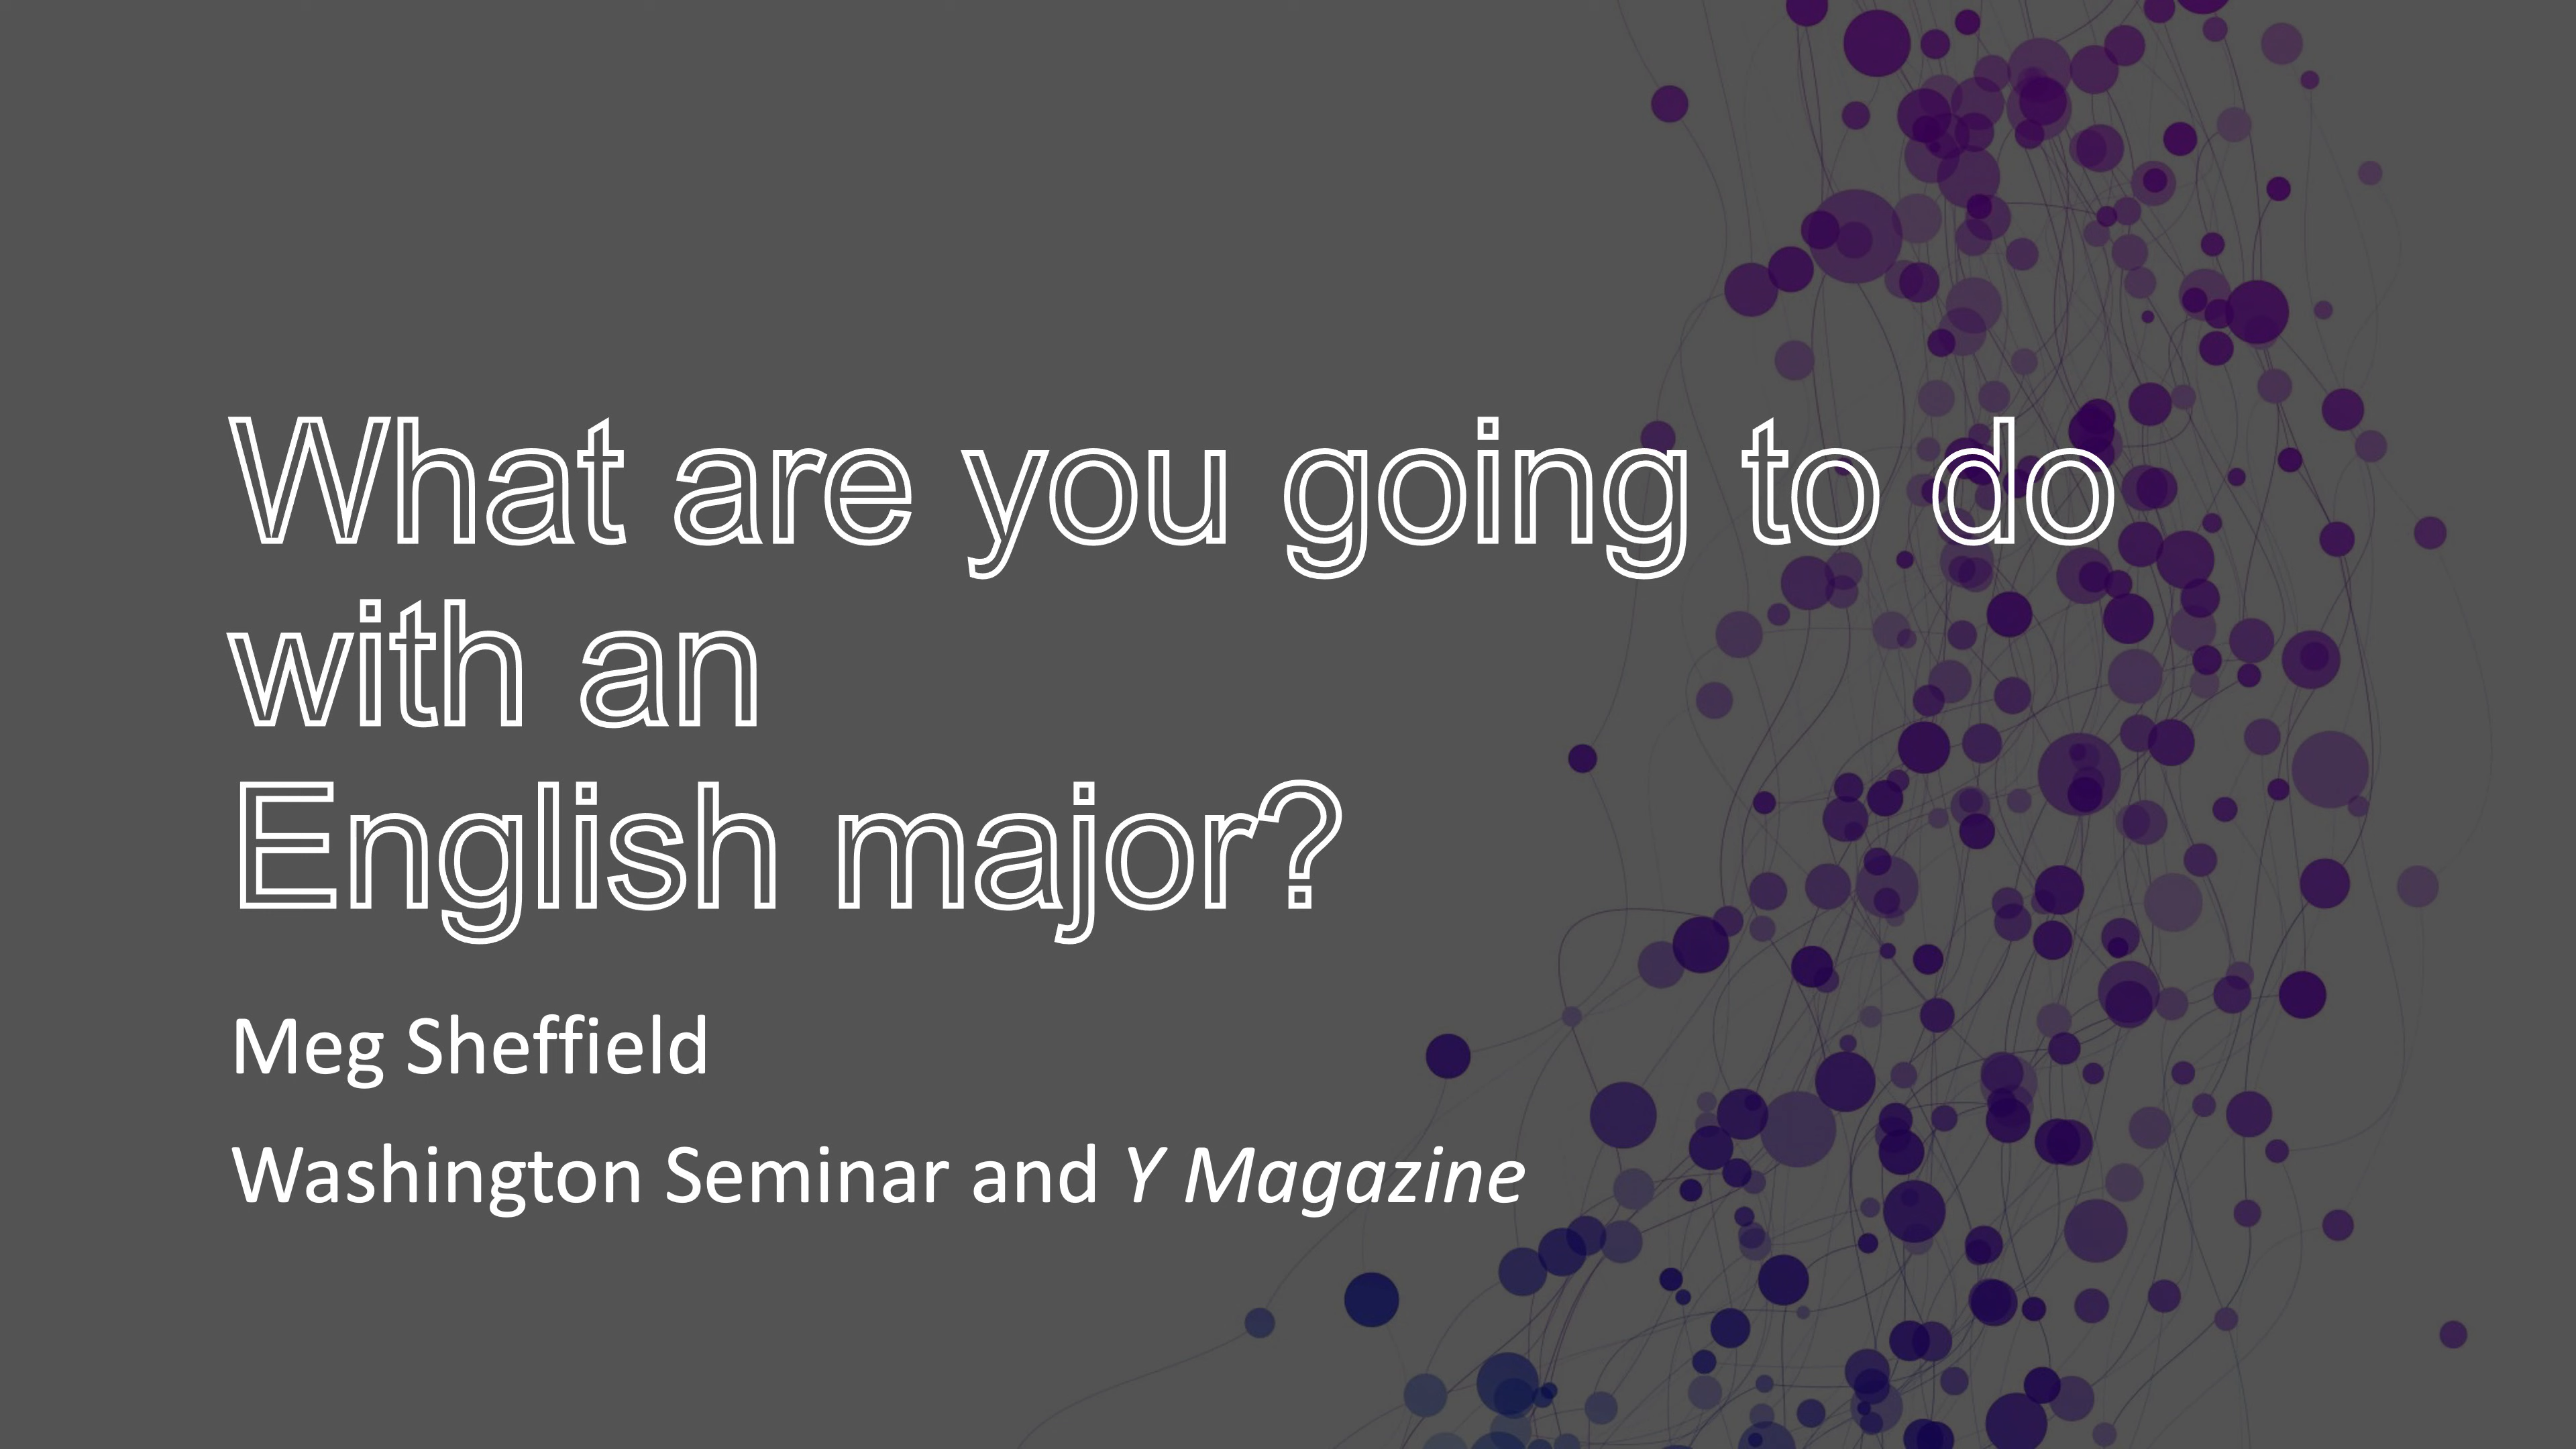 What are you going to do
with an
English major?
Meg Sheffield
Washington Seminar and Y Magazine